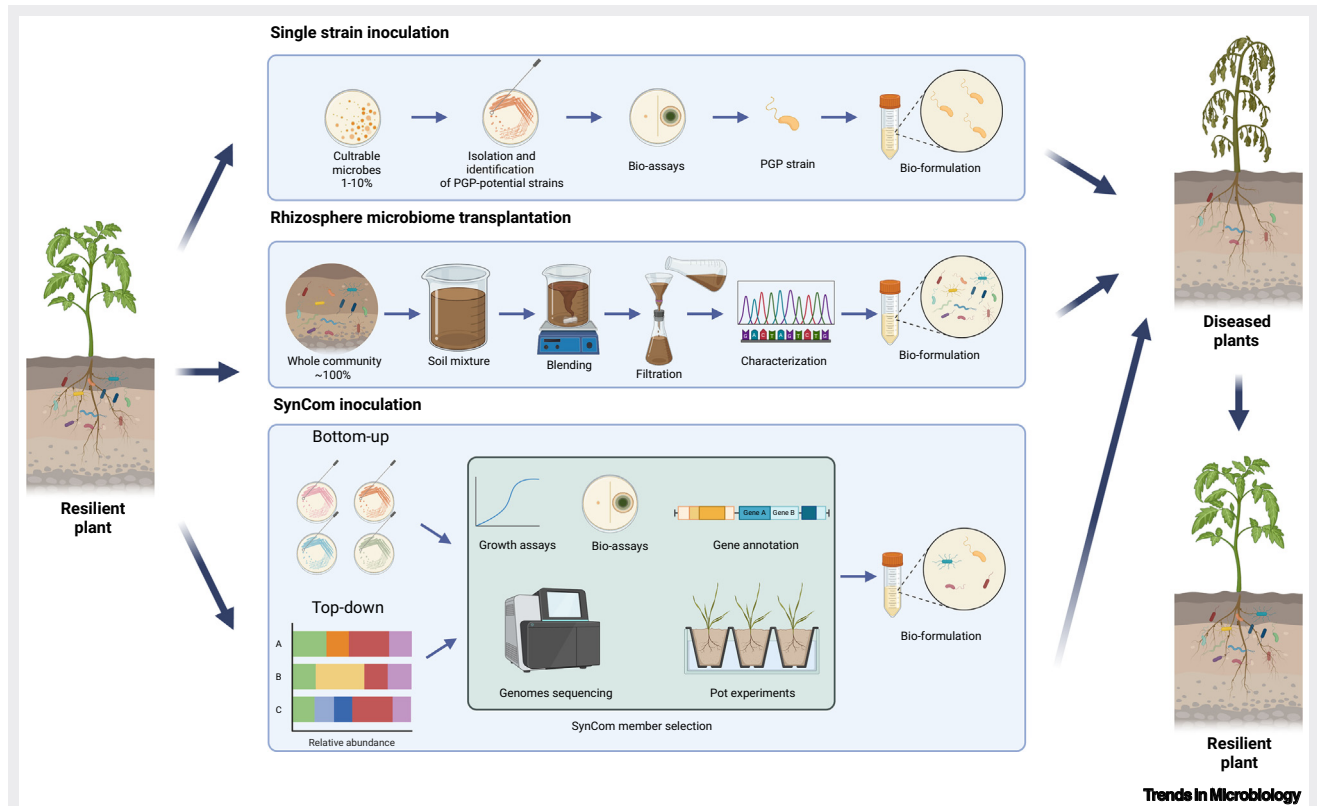 Single strain inoculation
Cultrable
microbes
1-10%
Isolation and
identification
of PGP-potential strains
Bio-assays
PGP strain
Bio-formulation
Rhizosphere microbiome transplantation
Whole community
~100%
Soil mixture
Blending
Filtration
G A C T A G T C T C
Characterization
Bio-formulation
SynCom inoculation
Bottom-up
Growth assays
Bio-assays
Gene A
Gene B
Gene annotation
Top-down
A
B
C
Relative abundance
Genomes sequencing
Pot experiments
SynCom member selection
Bio-formulation
Resilient
plant
Diseased
plants
Resilient
plant
Trends in Microbiology